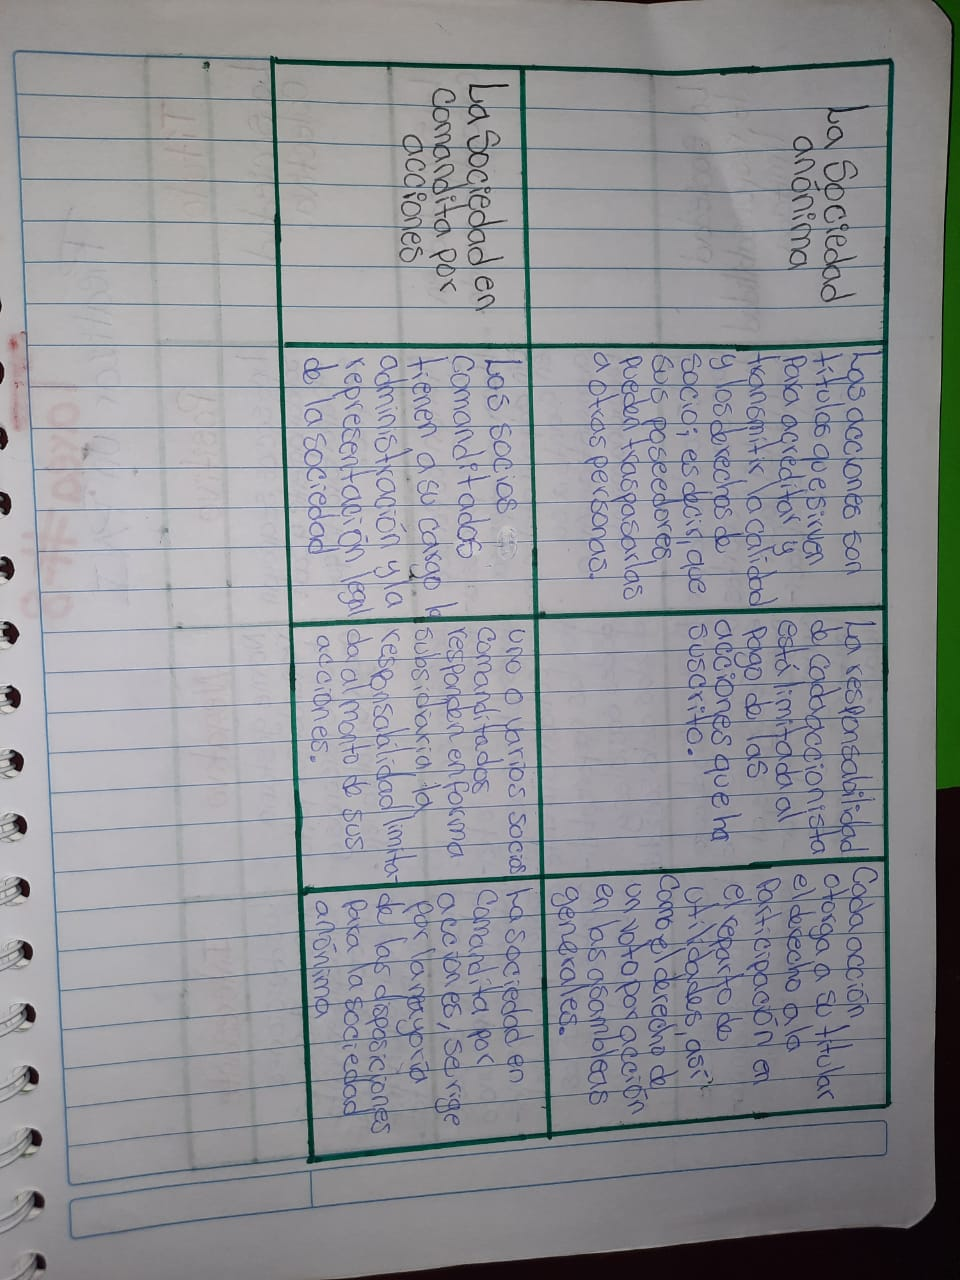 La Sociedad
anónima
Las acciones son
títulos que sirven
para acreditar y
transmitir, la calidad
y los derechos de
socio; es decir, que
sus poseedores
pueden traspasarlas
a otras personas.
La responsabilidad
de cada accionista
está limitada al
pago de las
acciones que ha
suscrito.
Cada acción
otorga a su titular
el derecho a la
participación en
el reparto de
utilidades, así
como el derecho de
un voto por acción
en las asambleas
generales.
La Sociedad en
Comandita por
acciones
Los socios
Comanditados
tienen a su cargo la
administración y la
representación legal
de la sociedad
uno o varios socios
comanditados
responden en forma
subsidiaria la
responsabilidad limita-
da al monto de sus
acciones.
La Sociedad en
Comandita por
acciones, se rige
por la mayoría
de las disposiciones
para la sociedad
anónima